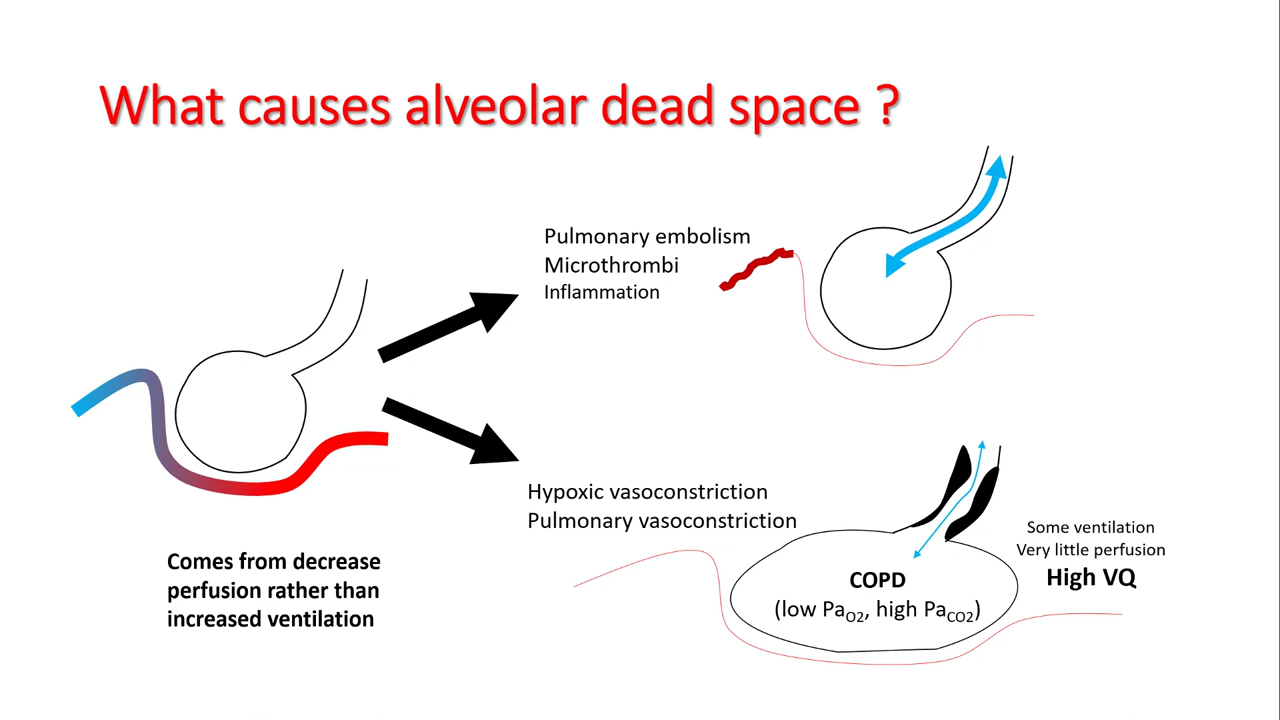 What causes alveolar dead space ?
Pulmonary embolism
Microthrombi
Inflammation
Hypoxic vasoconstriction
Pulmonary vasoconstriction
Comes from decrease
perfusion rather than
increased ventilation
COPD
(low PaO2, high PaCO2)
Some ventilation
Very little perfusion
High VQ